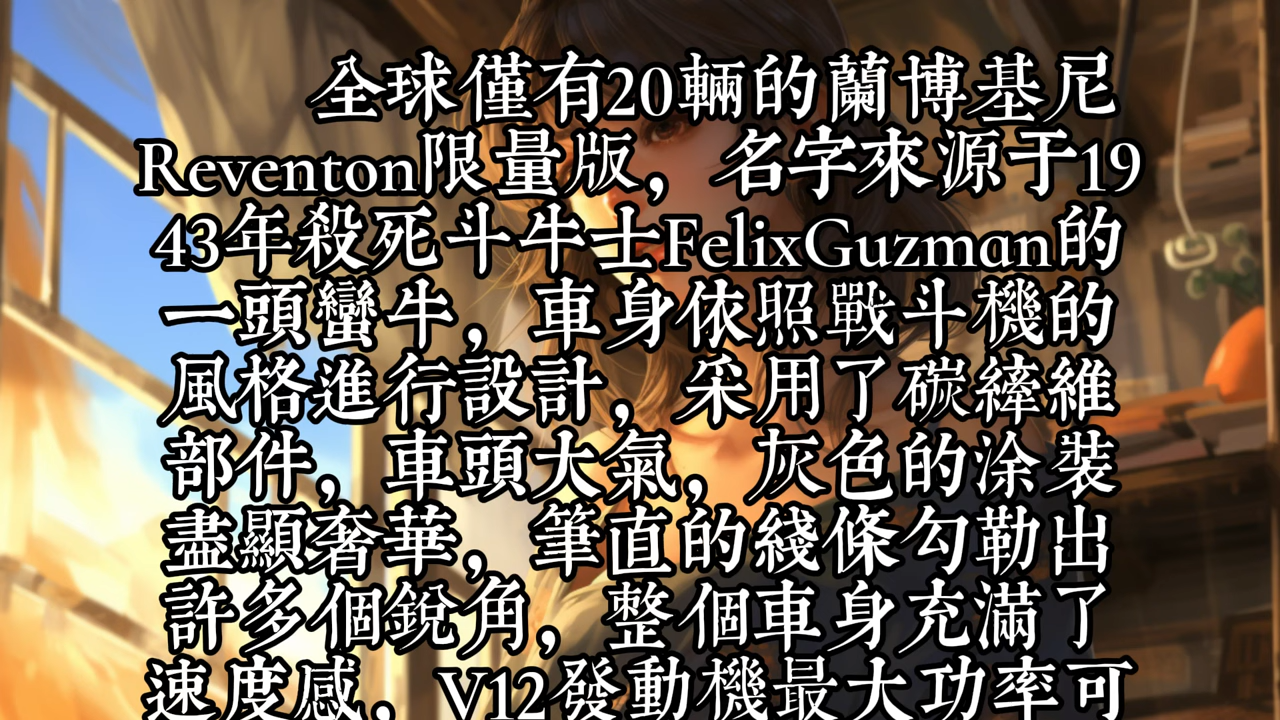 全球僅有20輛的蘭博基尼
Reventon限量版，名字來源于19
43年殺死斗牛士FelixGuzman的
一頭蠻牛，車身依照戰斗機的
風格進行設計，采用了碳縴維
部件，車頭大氣，灰色的涂裝
盡顯奢華，筆直的綫條勾勒出
許多個銳角，整個車身充滿了
速度感，V12發動機最大功率可